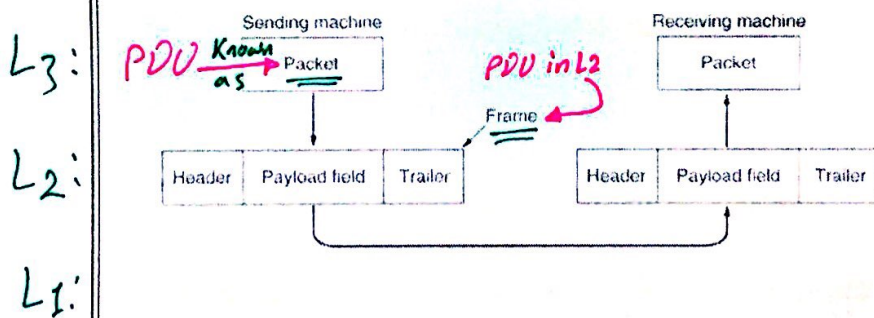 Sending machine
Receiving machine
L3: PDU Known as Packet
PDU in L2
Packet
Frame
L2: Header Payload field Trailer
Header Payload field Trailer
L1: